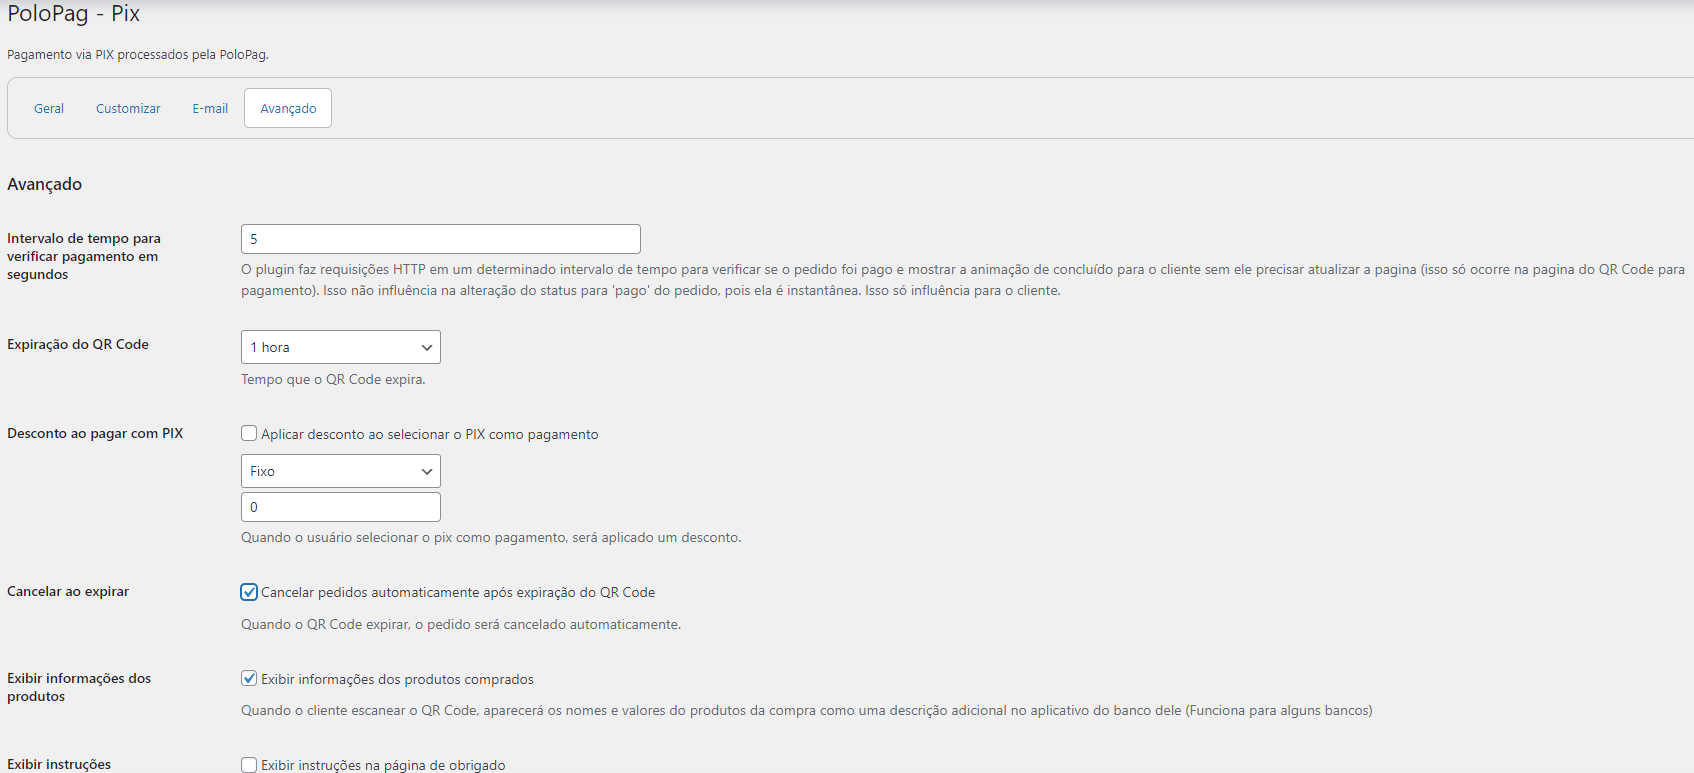 PoloPag - Pix
Pagamento via PIX processados pela PoloPag.
Geral Customizar E-mail Avançado
Avançado
Intervalo de tempo para
verificar pagamento em
segundos
5
O plugin faz requisições HTTP em um determinado intervalo de tempo para verificar se o pedido foi pago e mostrar a animação de concluído para o cliente sem ele precisar atualizar a pagina (isso só ocorre na pagina do QR Code para
pagamento). Isso não influência na alteração do status para 'pago' do pedido, pois ela é instantânea. Isso só influência para o cliente.
Expiração do QR Code
1 hora
Tempo que o QR Code expira.
Desconto ao pagar com PIX
Aplicar desconto ao selecionar o PIX como pagamento
Fixo
0
Quando o usuário selecionar o pix como pagamento, será aplicado um desconto.
Cancelar ao expirar
Cancelar pedidos automaticamente após expiração do QR Code
Quando o QR Code expirar, o pedido será cancelado automaticamente.
Exibir informações dos
produtos
Exibir informações dos produtos comprados
Quando o cliente escanear o QR Code, aparecerá os nomes e valores do produtos da compra como uma descrição adicional no aplicativo do banco dele (Funciona para alguns bancos)
Exibir instruções
Exibir instruções na página de obrigado